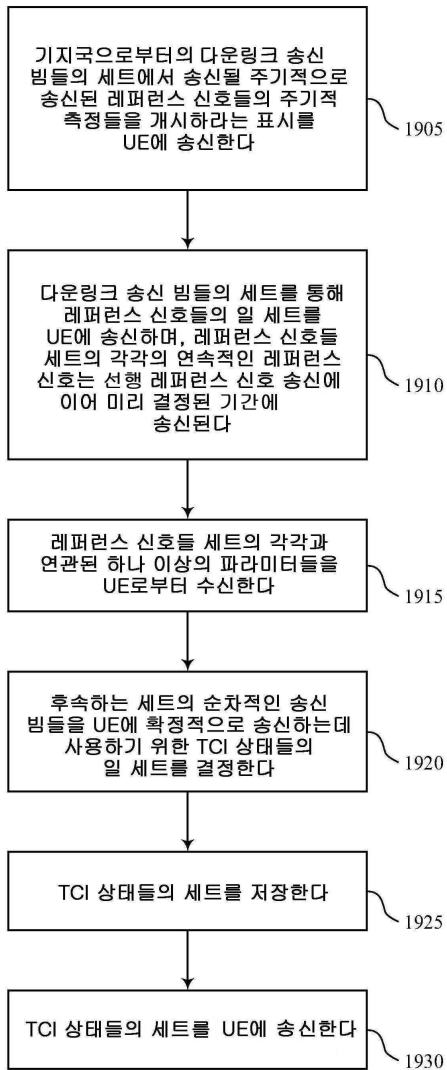 기지국으로부터의 다운링크 송신
빔들의 세트에서 송신될 주기적으로
송신된 레퍼런스 신호들의 주기적
측정들을 개시하라는 표시를
UE에 송신한다
1905
다운링크 송신 빔들의 세트를 통해
레퍼런스 신호들의 일 세트를
UE에 송신하며, 레퍼런스 신호들
세트의 각각의 연속적인 레퍼런스
신호는 선행 레퍼런스 신호 송신에
이어 미리 결정된 기간에
송신된다
1910
레퍼런스 신호들 세트의 각각과
연관된 하나 이상의 파라미터들을
UE로부터 수신한다
1915
후속하는 세트의 순차적인 송신
빔들을 UE에 확정적으로 송신하는데
사용하기 위한 TCI 상태들의
일 세트를 결정한다
1920
TCI 상태들의 세트를 저장한다
1925
TCI 상태들의 세트를 UE에 송신한다
1930